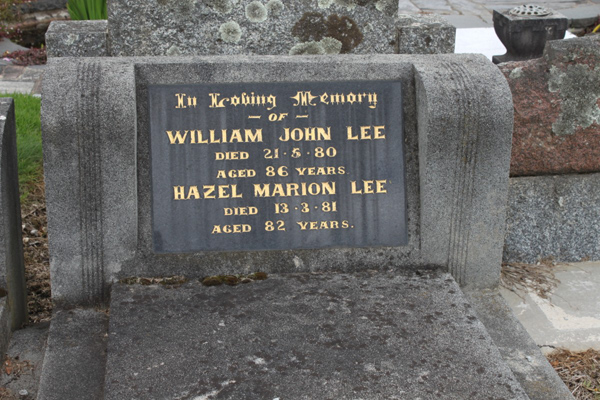 In Loving Memory
— OF —
WILLIAM JOHN LEE
DIED 21·5·80
AGED 86 YEARS.
HAZEL MARION LEE
DIED 13·3·81
AGED 82 YEARS.